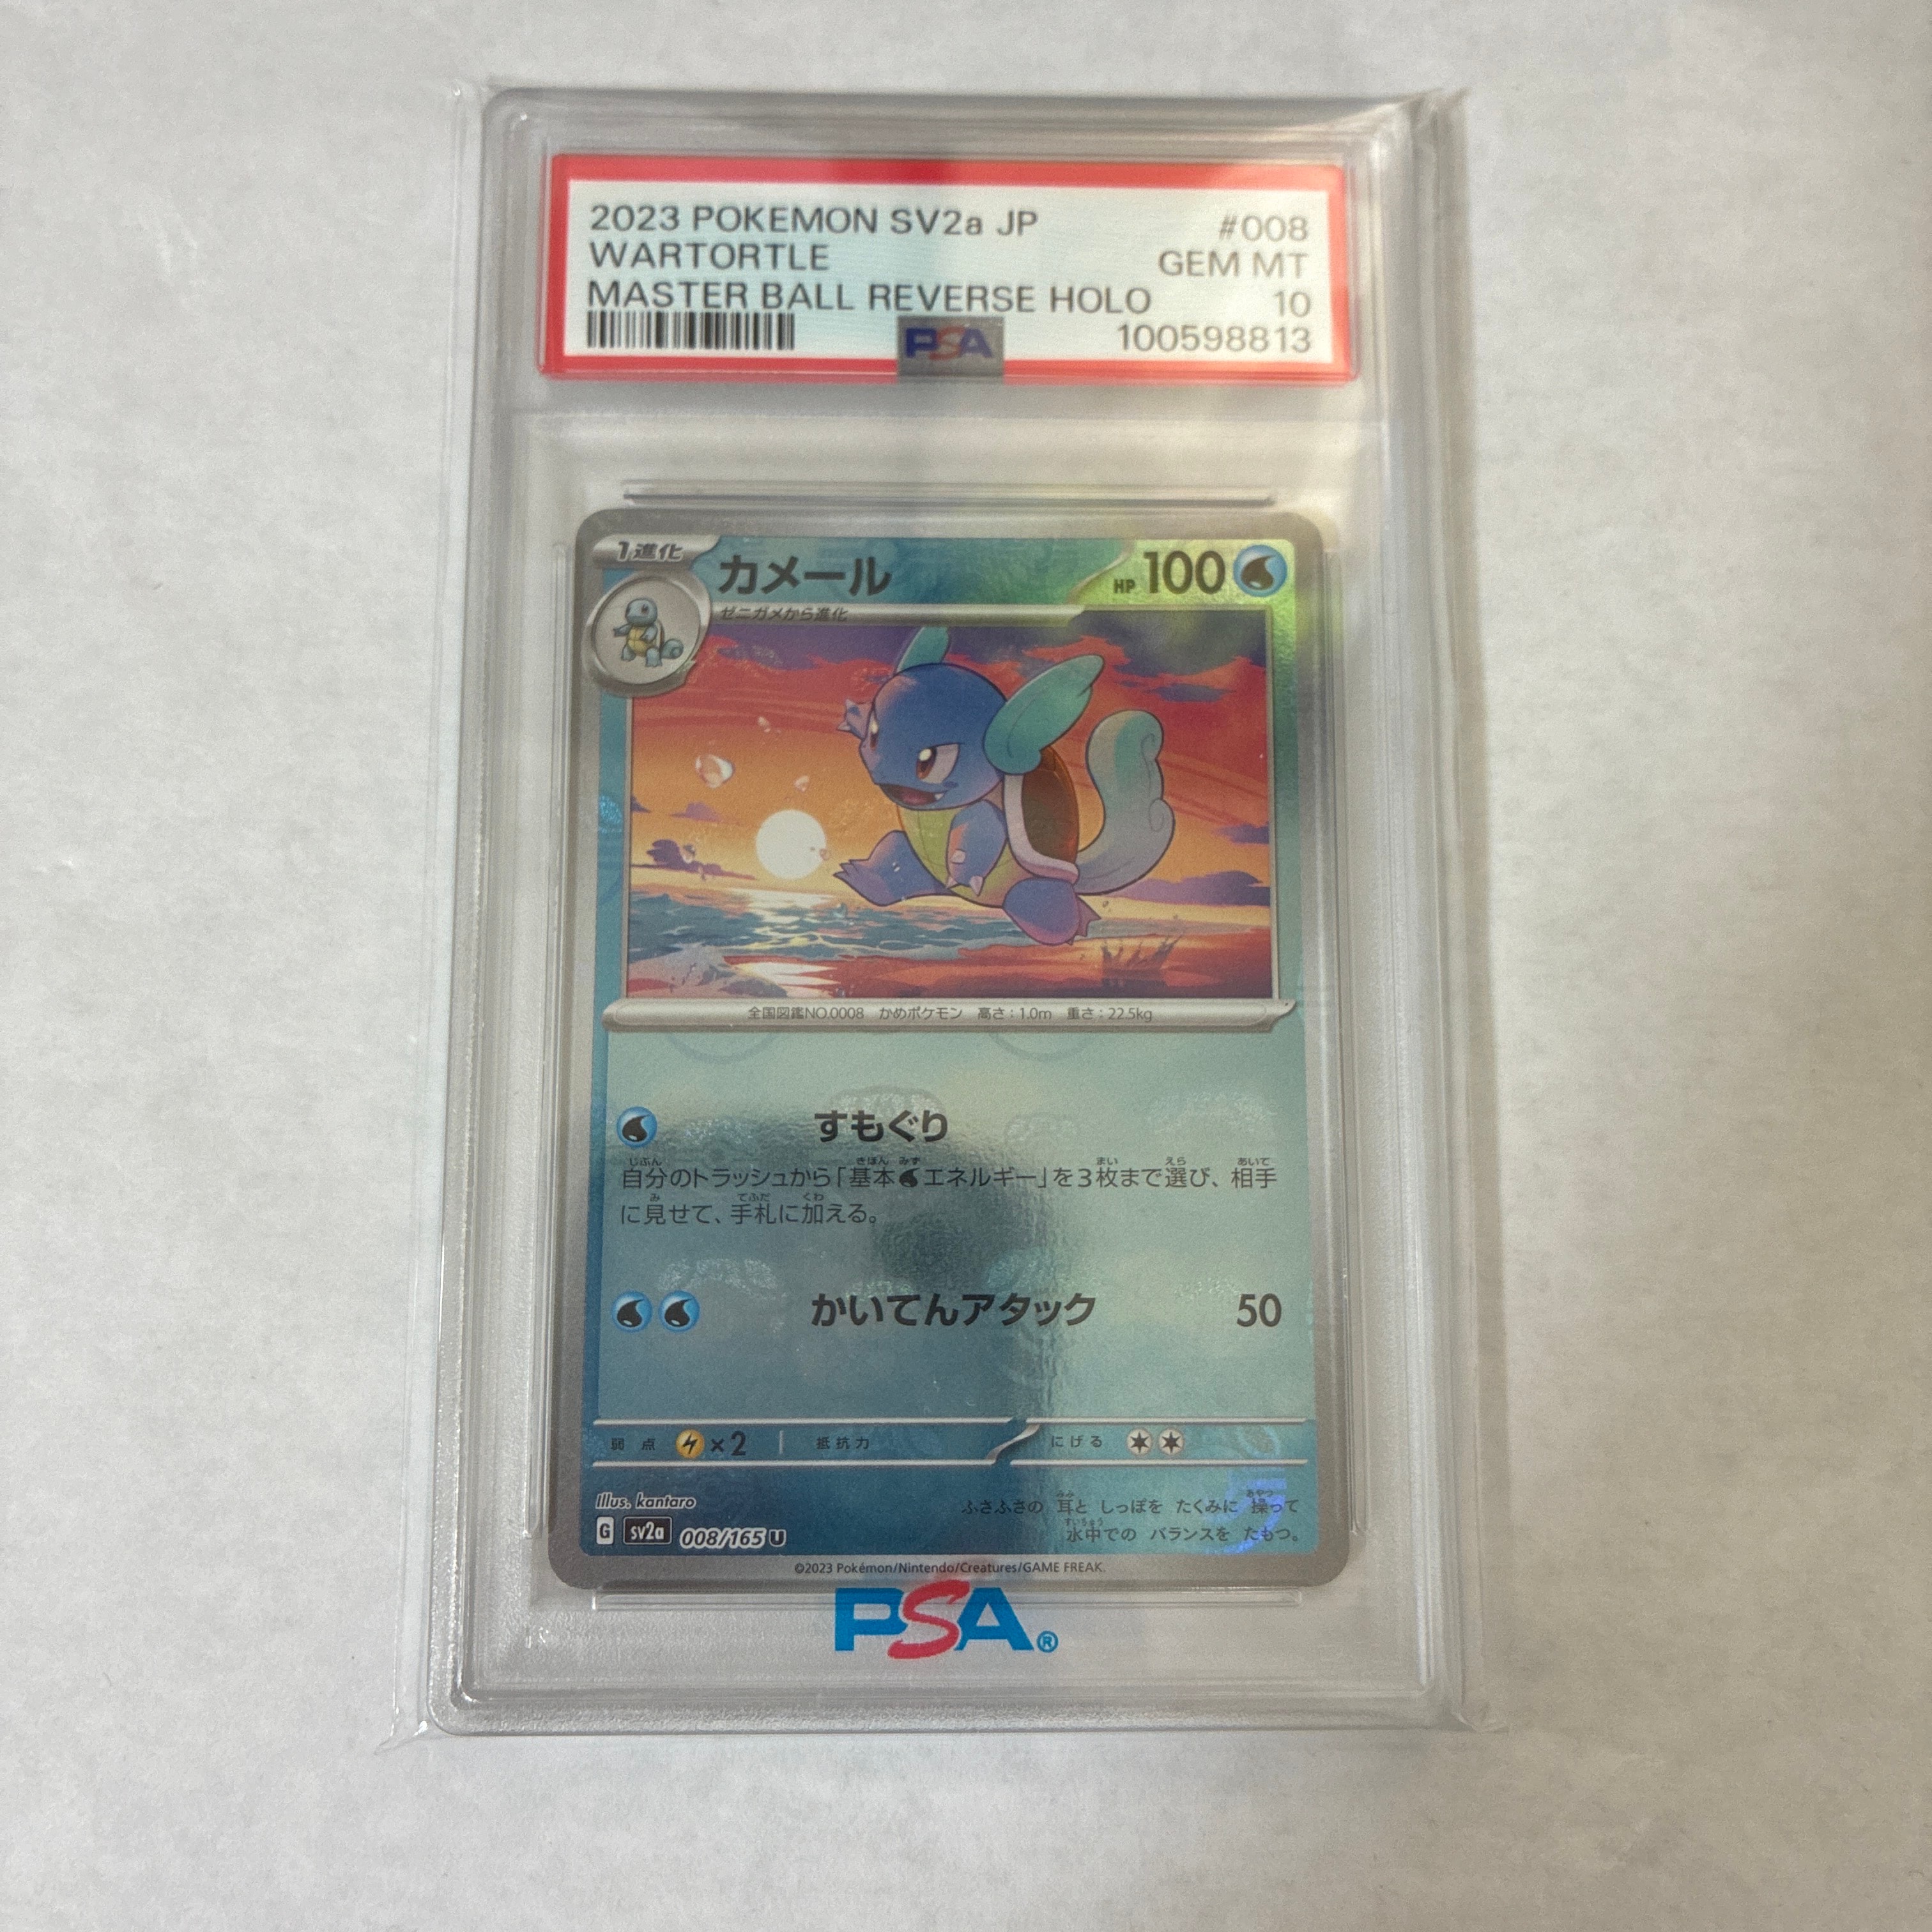 2023 POKEMON SV2a JP #008
WARTORTLE GEM MT
MASTER BALL REVERSE HOLO 10
PSA 100598813
1進化 カメール HP 100
ゼニガメから進化
全国図鑑NO.0008 かめポケモン 高さ:1.0m 重さ:22.5kg
すもぐり
自分のトラッシュから「基本エネルギー」を3枚まで選び、相手
に見せて、手札に加える。
かいてんアタック 50
弱点 ×2 抵抗力 にげる
Illus. kantaro
ふさふさの 耳と しっぽを たくみに 操って
水中での バランスを たもつ。
G sv2a 008/165 U
©2023 Pokémon/Nintendo/Creatures/GAME FREAK.
PSA®